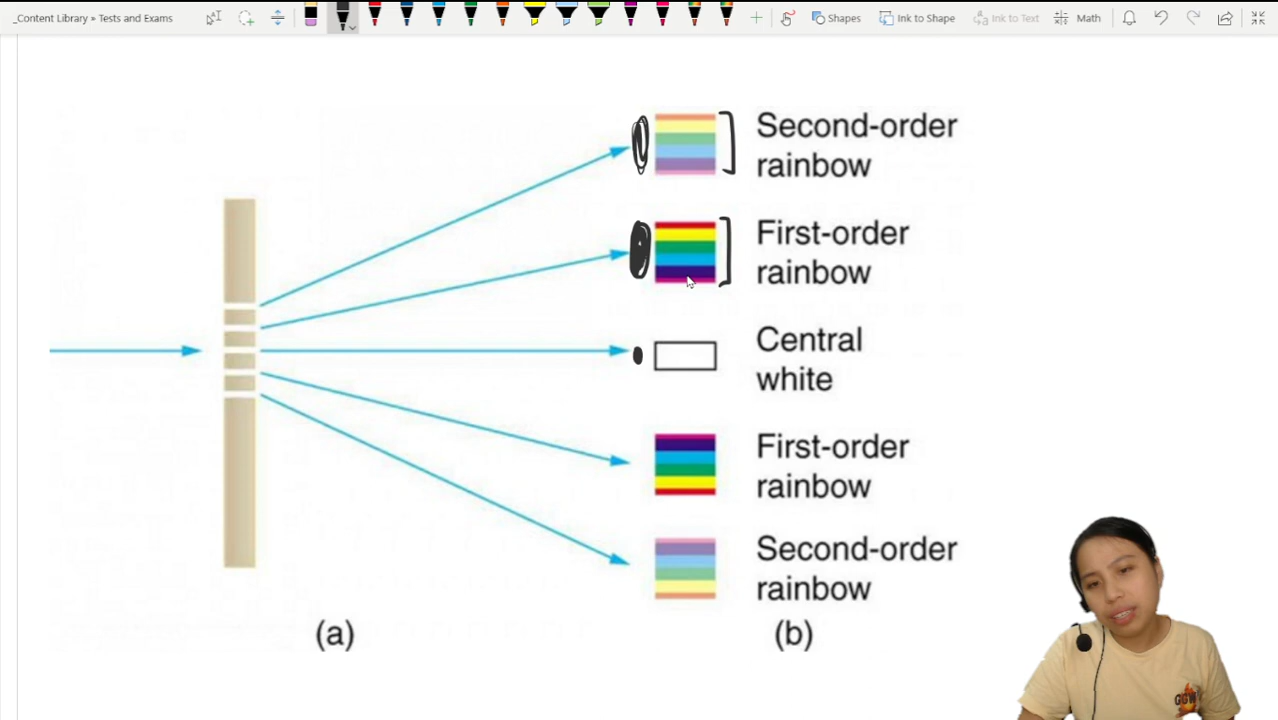 _Content Library » Tests and Exams
Shapes
Ink to Shape
Ink to Text
Math
Second-order
rainbow
First-order
rainbow
Central
white
First-order
rainbow
Second-order
rainbow
(a)
(b)